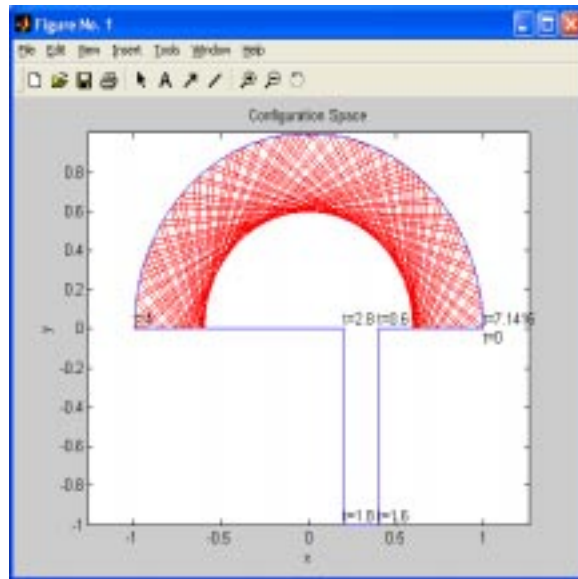 Figure No. 1
File Edit View Insert Tools Window Help
Configuration Space
0.8
0.6
0.4
0.2
0
-0.2
-0.4
-0.6
-0.8
-1
y
t=2.8 t=0.6 t=7.1416
t=0
t=1.8 t=1.6
-1 -0.5 0 0.5 1
x